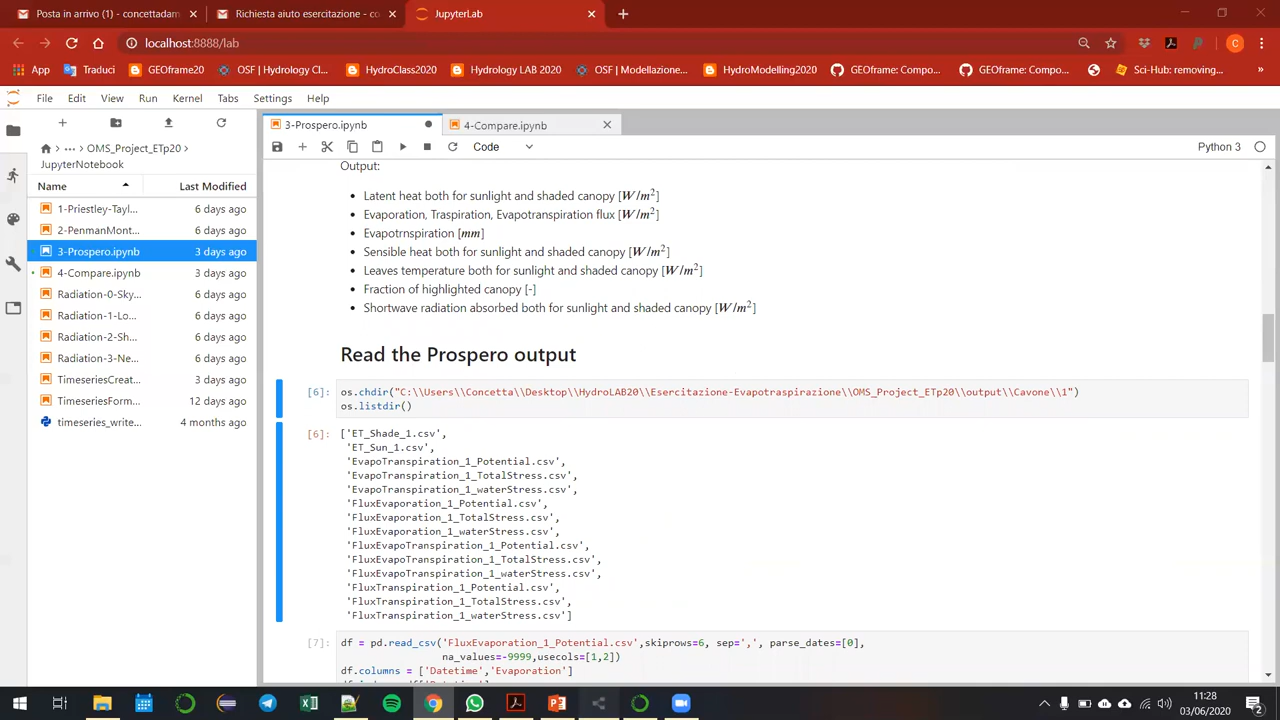 Posta in arrivo (1) - concettadam
Richiesta aiuto esercitazione - co
JupyterLab
localhost:8888/lab
App
Traduci
GEOframe20
OSF | Hydrology Cl...
HydroClass2020
Hydrology LAB 2020
OSF | Modellazione...
HydroModelling2020
GEOframe: Compo...
GEOframe: Compo...
Sci-Hub: removing...
»
File Edit View Run Kernel Tabs Settings Help
... OMS_Project_ETp20 >
JupyterNotebook
Name Last Modified
1-Priestley-Tayl... 6 days ago
2-PenmanMont... 6 days ago
3-Prospero.ipynb 3 days ago
4-Compare.ipynb 3 days ago
Radiation-0-Sky... 6 days ago
Radiation-1-Lo... 6 days ago
Radiation-2-Sh... 6 days ago
Radiation-3-Ne... 6 days ago
TimeseriesCreat... 3 days ago
TimeseriesForm... 12 days ago
timeseries_write... 4 months ago
3-Prospero.ipynb
4-Compare.ipynb
Code
Python 3
Output:
• Latent heat both for sunlight and shaded canopy [W/m²]
• Evaporation, Traspiration, Evapotranspiration flux [W/m²]
• Evapotrnspiration [mm]
• Sensible heat both for sunlight and shaded canopy [W/m²]
• Leaves temperature both for sunlight and shaded canopy [W/m²]
• Fraction of highlighted canopy [-]
• Shortwave radiation absorbed both for sunlight and shaded canopy [W/m²]
Read the Prospero output
[6]: os.chdir("C:\\Users\\Concetta\\Desktop\\HydroLAB20\\Esercitazione-Evapotraspirazione\\OMS_Project_ETp20\\output\\Cavone\\1")
os.listdir()
[6]: ['ET_Shade_1.csv',
'ET_Sun_1.csv',
'EvapoTranspiration_1_Potential.csv',
'EvapoTranspiration_1_TotalStress.csv',
'EvapoTranspiration_1_waterStress.csv',
'FluxEvaporation_1_Potential.csv',
'FluxEvaporation_1_TotalStress.csv',
'FluxEvaporation_1_waterStress.csv',
'FluxEvapoTranspiration_1_Potential.csv',
'FluxEvapoTranspiration_1_TotalStress.csv',
'FluxEvapoTranspiration_1_waterStress.csv',
'FluxTranspiration_1_Potential.csv',
'FluxTranspiration_1_TotalStress.csv',
'FluxTranspiration_1_waterStress.csv']
[7]: df = pd.read_csv('FluxEvaporation_1_Potential.csv',skiprows=6, sep=',', parse_dates=[0],
na_values=-9999,usecols=[1,2])
df.columns = ['Datetime','Evaporation']
11:28
03/06/2020